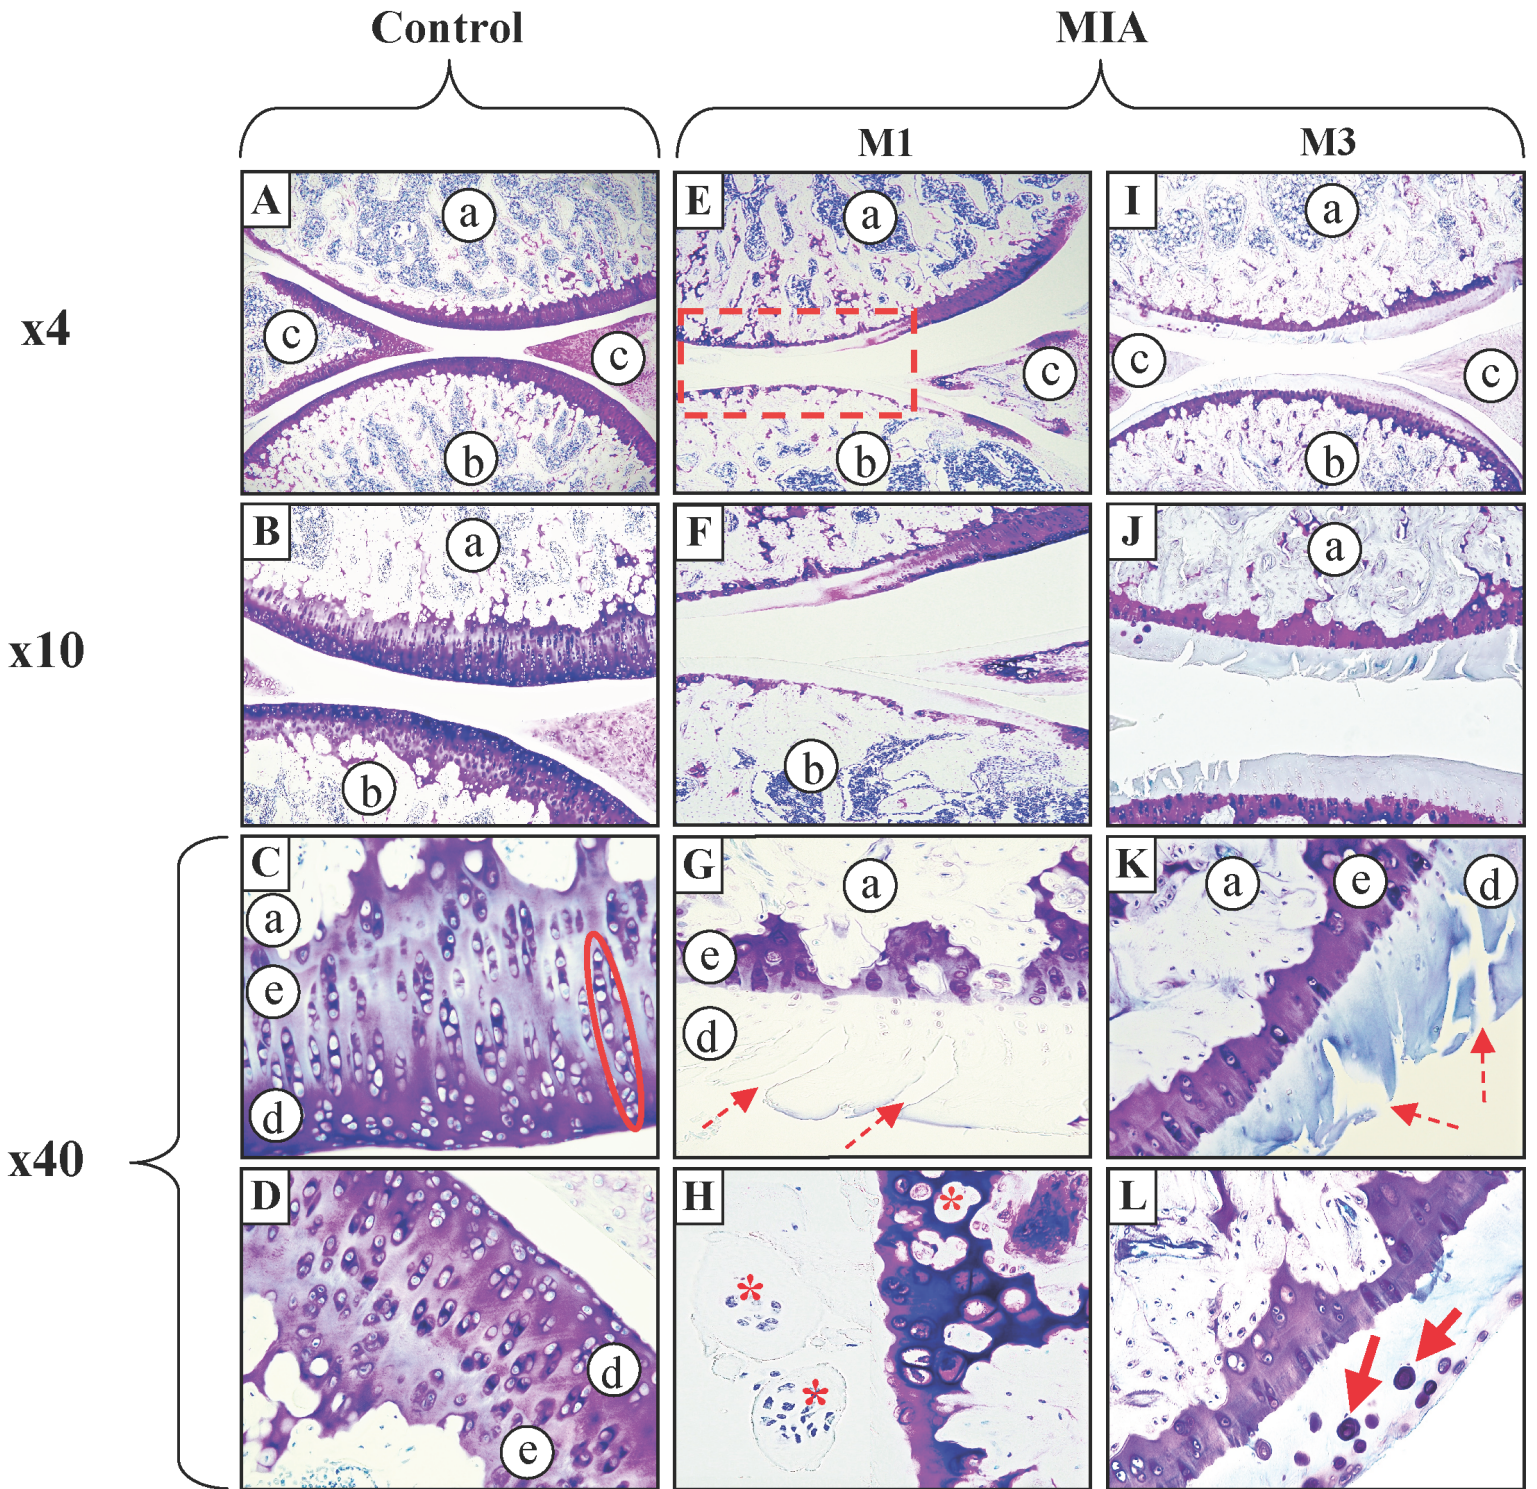 Control MIA
M1 M3
x4
A a c c b
E a c b
I a c c b
x10
B a b
F a b
J a
x40
C a e d
G a e d
K a e d
D d e
H * * *
L